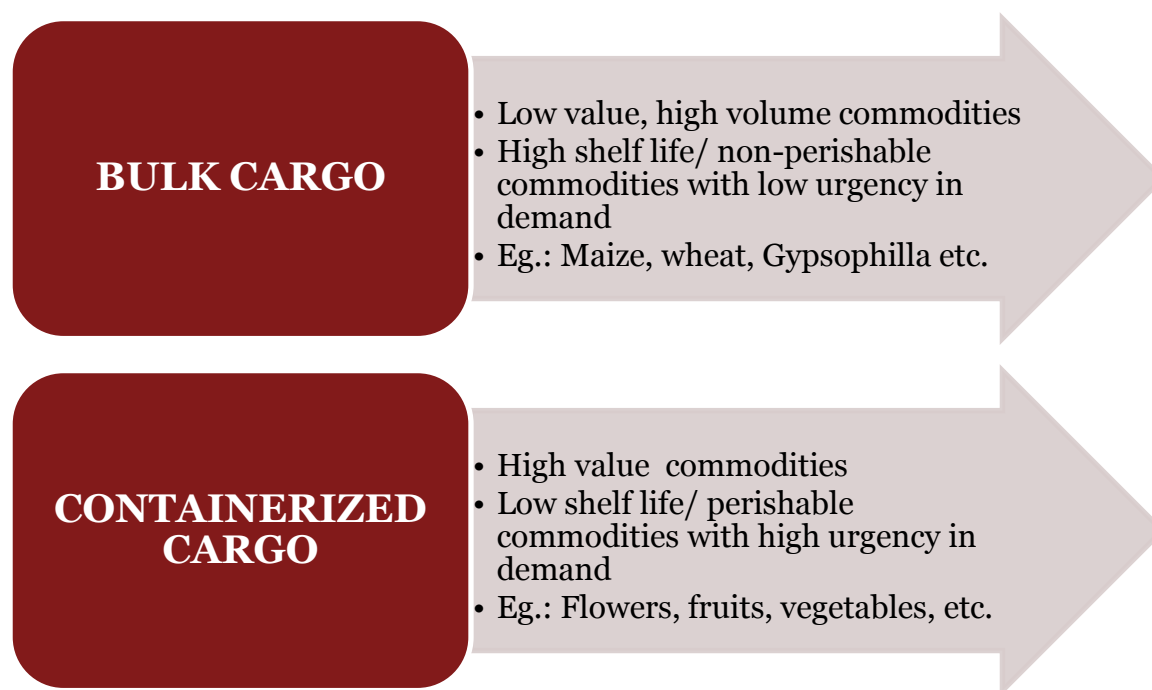 BULK CARGO
• Low value, high volume commodities
• High shelf life/ non-perishable
commodities with low urgency in
demand
• Eg.: Maize, wheat, Gypsophilla etc.
CONTAINERIZED
CARGO
• High value  commodities
• Low shelf life/ perishable
commodities with high urgency in
demand
• Eg.: Flowers, fruits, vegetables, etc.